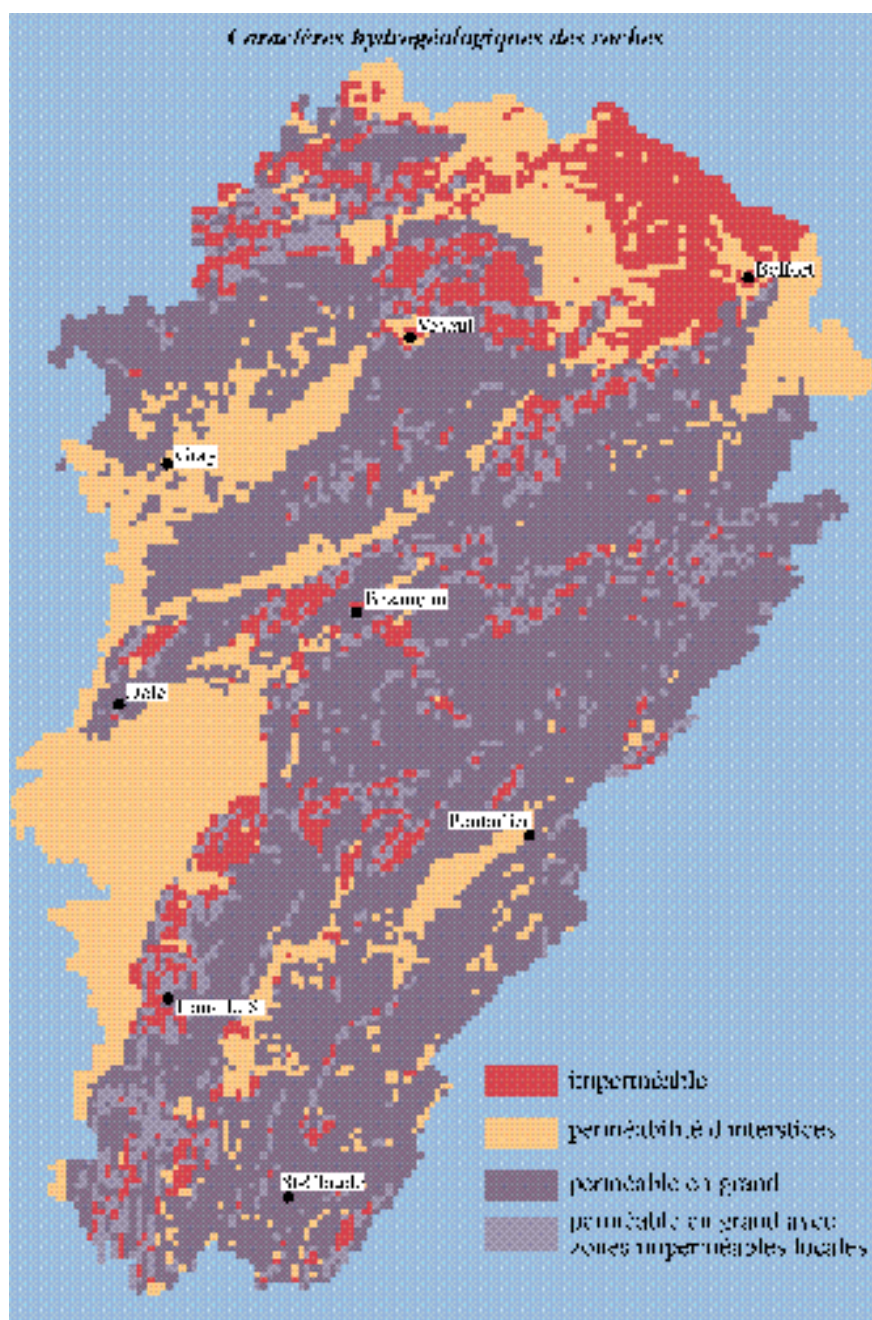 Caractères hydrogéologiques des roches
Belfort
Vesoul
Gray
Besançon
Dole
Pontarlier
Lons-L.-S.
imperméable
perméabilité d'interstices
St-Claude
perméable en grand
perméable en grand avec
zones imperméables locales